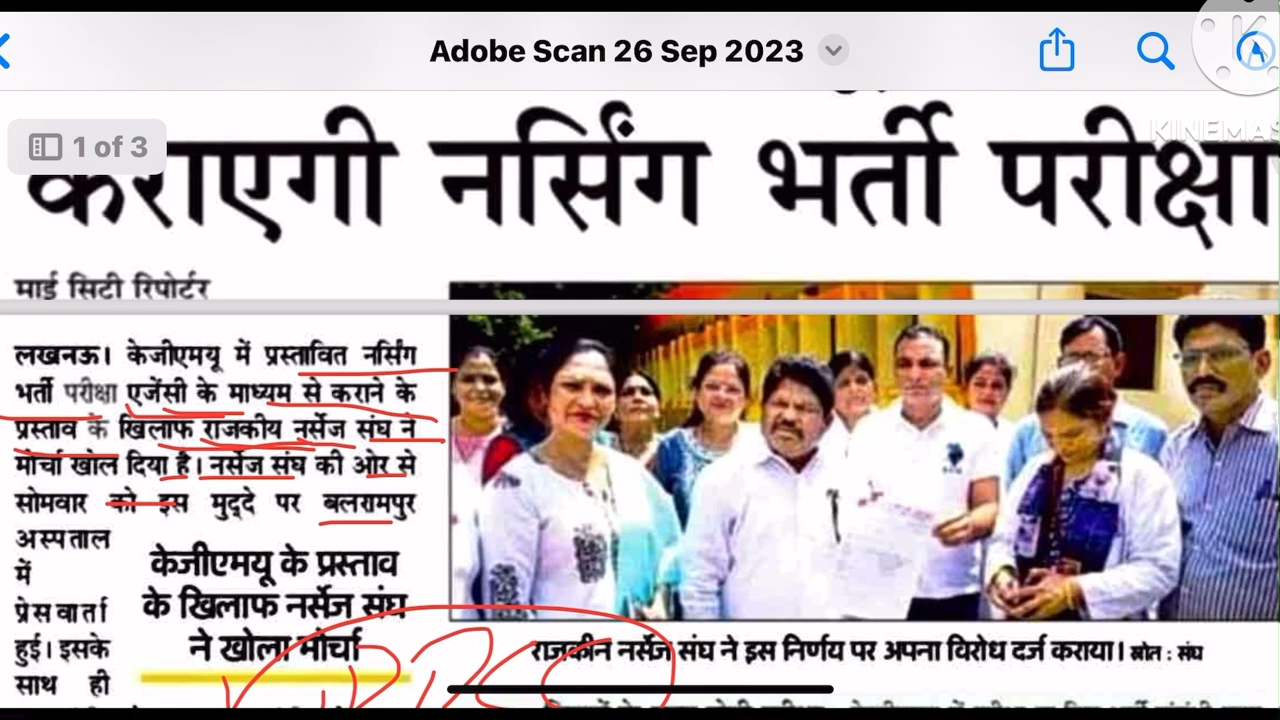 Adobe Scan 26 Sep 2023
1 of 3
KINEMAS
कराएगी नर्सिंग भर्ती परीक्षा
माई सिटी रिपोर्टर
लखनऊ। केजीएमयू में प्रस्तावित नर्सिंग
भर्ती परीक्षा एजेंसी के माध्यम से कराने के
प्रस्ताव के खिलाफ राजकीय नर्सेज संघ ने
मोर्चा खोल दिया है। नर्सेज संघ की ओर से
सोमवार को इस मुद्दे पर बलरामपुर
अस्पताल
में
प्रेसवार्ता
हुई। इसके
साथ ही
केजीएमयू के प्रस्ताव
के खिलाफ नर्सेज संघ
ने खोला मोर्चा
राजकीन नर्सेज संघ ने इस निर्णय पर अपना विरोध दर्ज कराया। स्रोत : संघ